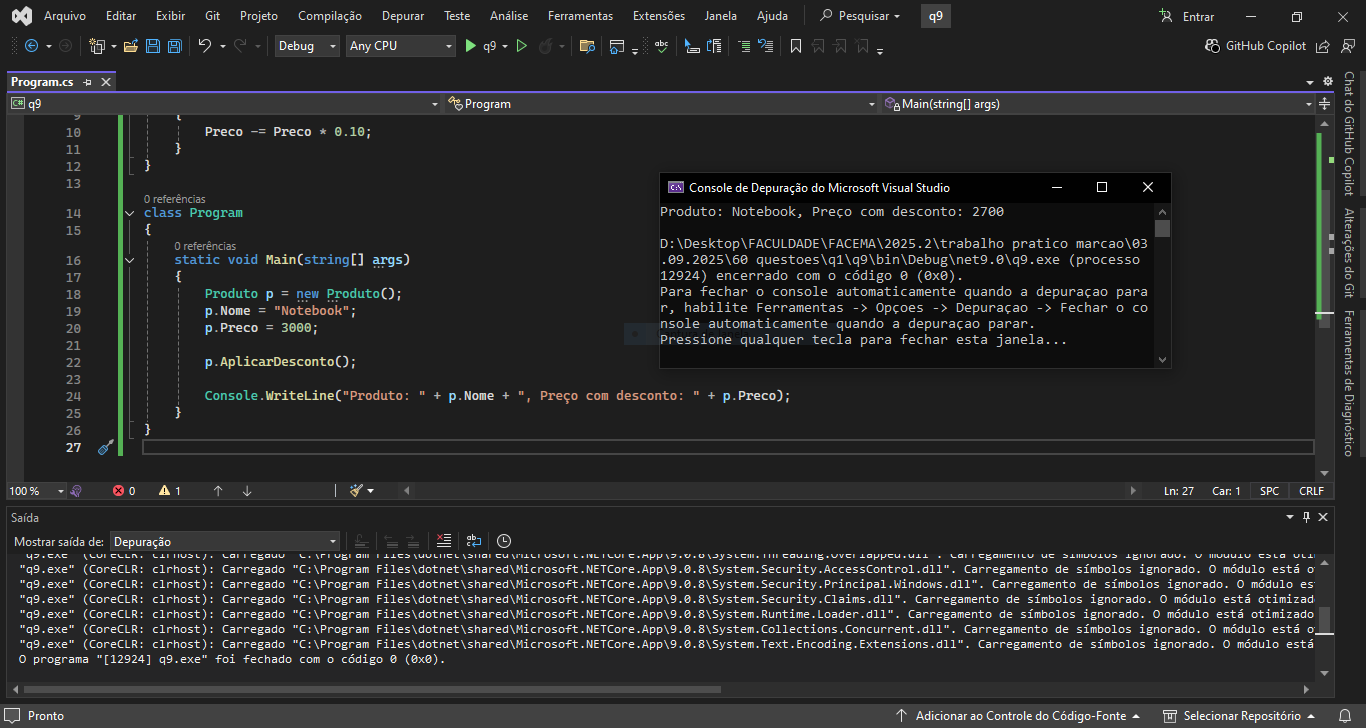 Arquivo Editar Exibir Git Projeto Compilação Depurar Teste Análise Ferramentas Extensões Janela Ajuda Pesquisar q9 Entrar
Debug Any CPU q9 abc GitHub Copilot
Program.cs
C# q9 Program Main(string[] args)
9 {
10 Preco -= Preco * 0.10;
11 }
12 }
13
0 referências
14 class Program
15 {
0 referências
16 static void Main(string[] args)
17 {
18 Produto p = new Produto();
19 p.Nome = "Notebook";
20 p.Preco = 3000;
21
22 p.AplicarDesconto();
23
24 Console.WriteLine("Produto: " + p.Nome + ", Preço com desconto: " + p.Preco);
25 }
26 }
27
Console de Depuração do Microsoft Visual Studio
Produto: Notebook, Preço com desconto: 2700
D:\Desktop\FACULDADE\FACEMA\2025.2\trabalho pratico marcao\03
.09.2025\60 questoes\q1\q9\bin\Debug\net9.0\q9.exe (processo
12924) encerrado com o código 0 (0x0).
Para fechar o console automaticamente quando a depuraçao para
r, habilite Ferramentas -> Opçoes -> Depuraçao -> Fechar o co
nsole automaticamente quando a depuraçao parar.
Pressione qualquer tecla para fechar esta janela...
Chat do GitHub Copilot
Alterações do Git
Ferramentas de Diagnóstico
100 % 0 1 Ln: 27 Car: 1 SPC CRLF
Saída
Mostrar saída de: Depuração
"q9.exe" (CoreCLR: clrhost): Carregado "C:\Program Files\dotnet\shared\Microsoft.NETCore.App\9.0.8\System.Threading.Overlapped.dll". Carregamento de símbolos ignorado. O módulo está oti
"q9.exe" (CoreCLR: clrhost): Carregado "C:\Program Files\dotnet\shared\Microsoft.NETCore.App\9.0.8\System.Security.AccessControl.dll". Carregamento de símbolos ignorado. O módulo está o
"q9.exe" (CoreCLR: clrhost): Carregado "C:\Program Files\dotnet\shared\Microsoft.NETCore.App\9.0.8\System.Security.Principal.Windows.dll". Carregamento de símbolos ignorado. O módulo es
"q9.exe" (CoreCLR: clrhost): Carregado "C:\Program Files\dotnet\shared\Microsoft.NETCore.App\9.0.8\System.Security.Claims.dll". Carregamento de símbolos ignorado. O módulo está otimizad
"q9.exe" (CoreCLR: clrhost): Carregado "C:\Program Files\dotnet\shared\Microsoft.NETCore.App\9.0.8\System.Runtime.Loader.dll". Carregamento de símbolos ignorado. O módulo está otimizado
"q9.exe" (CoreCLR: clrhost): Carregado "C:\Program Files\dotnet\shared\Microsoft.NETCore.App\9.0.8\System.Collections.Concurrent.dll". Carregamento de símbolos ignorado. O módulo está o
"q9.exe" (CoreCLR: clrhost): Carregado "C:\Program Files\dotnet\shared\Microsoft.NETCore.App\9.0.8\System.Text.Encoding.Extensions.dll". Carregamento de símbolos ignorado. O módulo está
O programa "[12924] q9.exe" foi fechado com o código 0 (0x0).
Pronto Adicionar ao Controle do Código-Fonte Selecionar Repositório